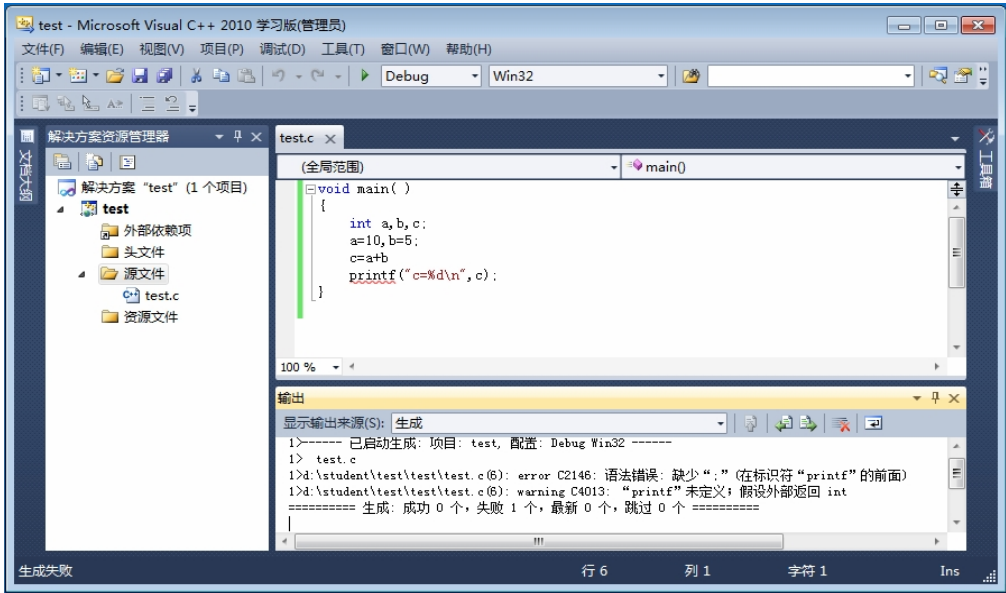 test - Microsoft Visual C++ 2010 学习版(管理员)
文件(F) 编辑(E) 视图(V) 项目(P) 调试(D) 工具(T) 窗口(W) 帮助(H)
Debug Win32
文档大纲
解决方案资源管理器
解决方案 "test" (1 个项目)
test
外部依赖项
头文件
源文件
test.c
资源文件
test.c
(全局范围) main()
void main( )
{
int a,b,c;
a=10,b=5;
c=a+b
printf("c=%d\n",c);
}
100 %
工具箱
输出
显示输出来源(S): 生成
1>------ 已启动生成: 项目: test, 配置: Debug Win32 ------
1> test.c
1>d:\student\test\test\test.c(6): error C2146: 语法错误: 缺少“;”(在标识符“printf”的前面)
1>d:\student\test\test\test.c(6): warning C4013: “printf”未定义；假设外部返回 int
========== 生成: 成功 0 个，失败 1 个，最新 0 个，跳过 0 个 ==========
生成失败 行 6 列 1 字符 1 Ins